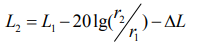 L₂ = L₁ − 20lg(r₂/r₁) − ΔL